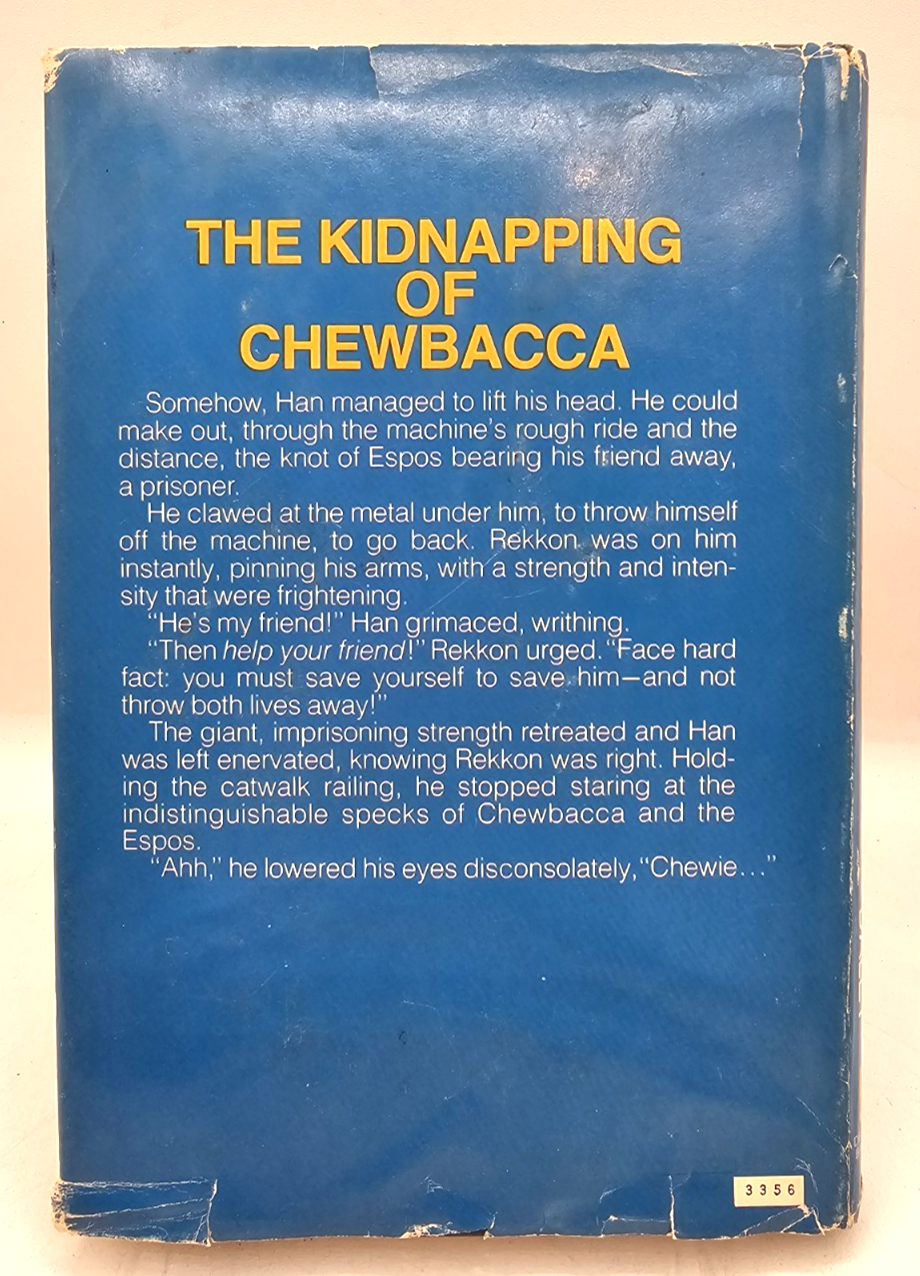 THE KIDNAPPING
OF
CHEWBACCA
Somehow, Han managed to lift his head. He could
make out, through the machine's rough ride and the
distance, the knot of Espos bearing his friend away,
a prisoner.
He clawed at the metal under him, to throw himself
off the machine, to go back. Rekkon was on him
instantly, pinning his arms, with a strength and inten-
sity that were frightening.
"He's my friend!" Han grimaced, writhing.
"Then help your friend!" Rekkon urged. "Face hard
fact: you must save yourself to save him—and not
throw both lives away!"
The giant, imprisoning strength retreated and Han
was left enervated, knowing Rekkon was right. Hold-
ing the catwalk railing, he stopped staring at the
indistinguishable specks of Chewbacca and the
Espos.
"Ahh," he lowered his eyes disconsolately, "Chewie..."
3356